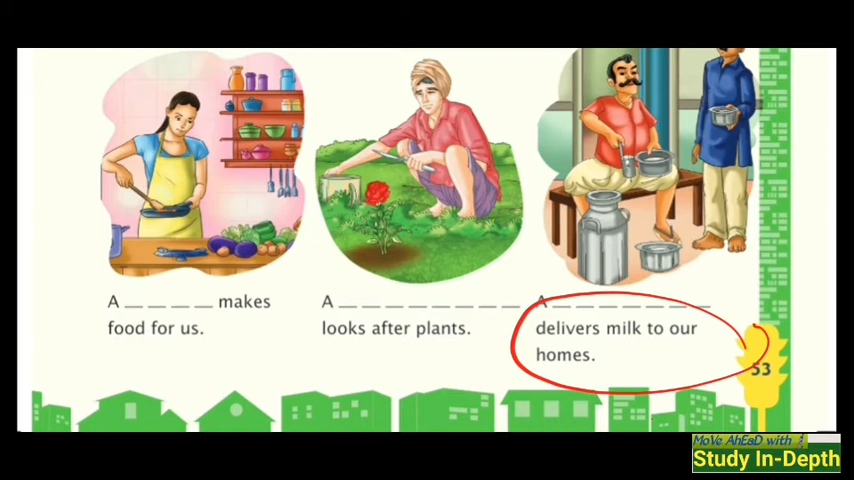 A _ _ _ _ makes
food for us.
A _ _ _ _ _ _ _ _
looks after plants.
A _ _ _ _ _ _ _
delivers milk to our
homes.
53
MoVe AhEaD with
Study In-Depth